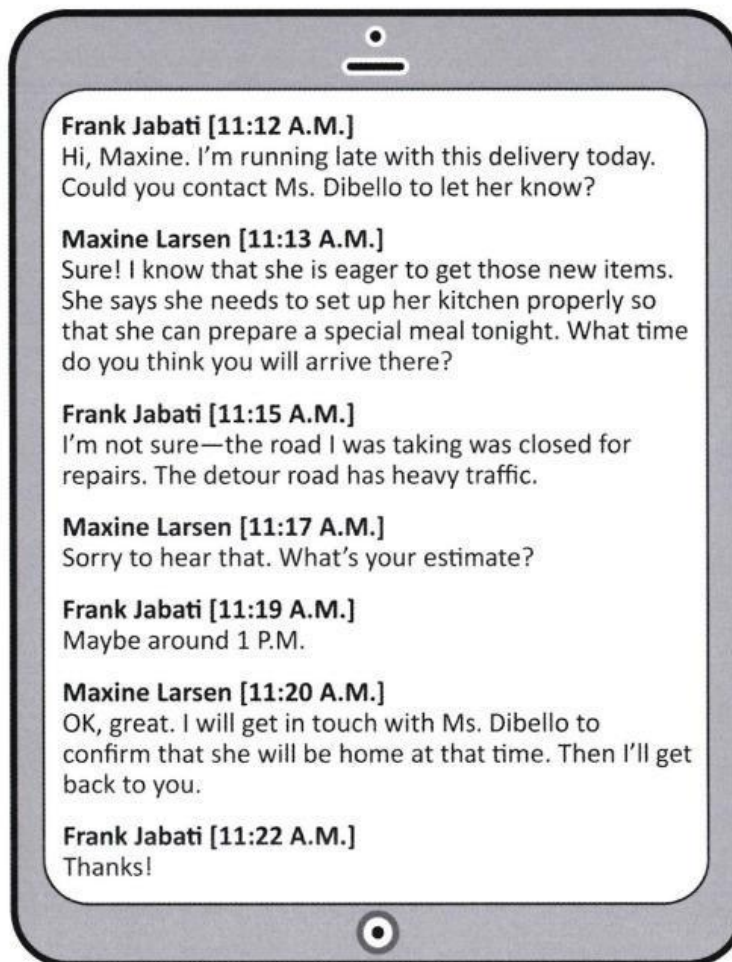 Frank Jabati [11:12 A.M.]
Hi, Maxine. I'm running late with this delivery today.
Could you contact Ms. Dibello to let her know?
Maxine Larsen [11:13 A.M.]
Sure! I know that she is eager to get those new items.
She says she needs to set up her kitchen properly so
that she can prepare a special meal tonight. What time
do you think you will arrive there?
Frank Jabati [11:15 A.M.]
I'm not sure—the road I was taking was closed for
repairs. The detour road has heavy traffic.
Maxine Larsen [11:17 A.M.]
Sorry to hear that. What's your estimate?
Frank Jabati [11:19 A.M.]
Maybe around 1 P.M.
Maxine Larsen [11:20 A.M.]
OK, great. I will get in touch with Ms. Dibello to
confirm that she will be home at that time. Then I'll get
back to you.
Frank Jabati [11:22 A.M.]
Thanks!